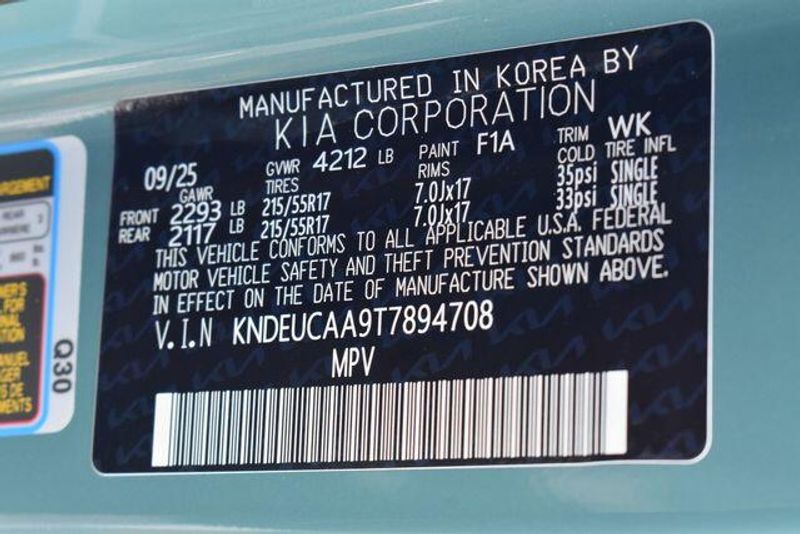 MANUFACTURED IN KOREA BY
KIA CORPORATION
09/25 GVWR 4212 LB PAINT F1A TRIM WK
GAWR TIRES RIMS COLD TIRE INFL
FRONT 2293 LB 215/55R17 7.0Jx17 35psi SINGLE
REAR 2117 LB 215/55R17 7.0Jx17 33psi SINGLE
THIS VEHICLE CONFORMS TO ALL APPLICABLE U.S.A. FEDERAL
MOTOR VEHICLE SAFETY AND THEFT PREVENTION STANDARDS
IN EFFECT ON THE DATE OF MANUFACTURE SHOWN ABOVE.
V.I.N KNDEUCAA9T7894708
MPV
REAR
Q30